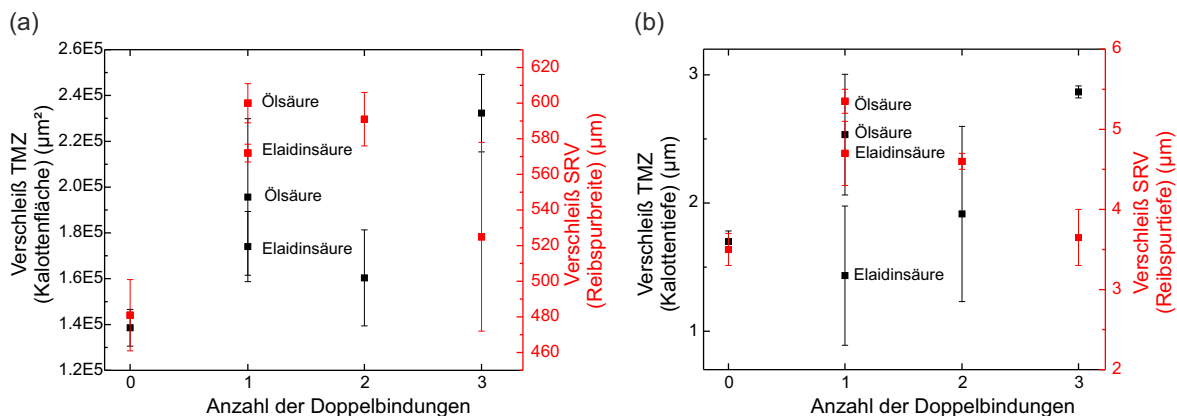 (a)
Verschleiß TMZ
(Kalottenfläche) (µm²)
2.6E5
2.4E5
2.2E5
2.0E5
1.8E5
1.6E5
1.4E5
1.2E5
Ölsäure
Elaidinsäure
Ölsäure
Elaidinsäure
0
1
2
3
Anzahl der Doppelbindungen
620
600
580
560
540
520
500
480
460
Verschleiß SRV
(Reibspurbreite) (µm)
(b)
Verschleiß TMZ
(Kalottentiefe) (µm)
3
2
1
Ölsäure
Ölsäure
Elaidinsäure
Elaidinsäure
0
1
2
3
Anzahl der Doppelbindungen
6
5
4
3
2
Verschleiß SRV
(Reibspurtiefe) (µm)